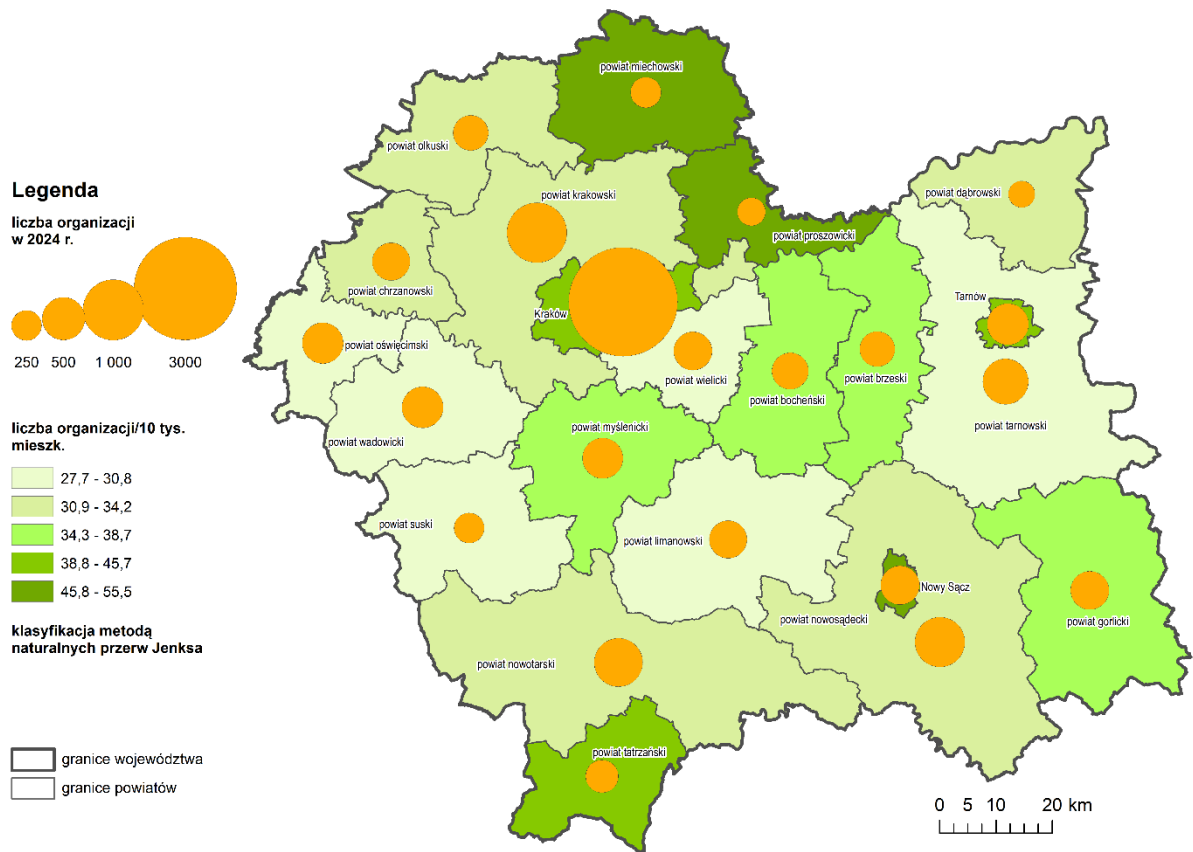 powiat miechowski
powiat olkuski
Legenda
liczba organizacji
w 2024 r.
250 500 1 000 3000
liczba organizacji/10 tys.
mieszk.
27,7 - 30,8
30,9 - 34,2
34,3 - 38,7
38,8 - 45,7
45,8 - 55,5
klasyfikacja metodą
naturalnych przerw Jenksa
granice województwa
granice powiatów
powiat krakowski
powiat dąbrowski
powiat proszowicki
powiat chrzanowski
Kraków
Tarnów
powiat oświęcimski
powiat wielicki
powiat brzeski
powiat bocheński
powiat tarnowski
powiat myślenicki
powiat wadowicki
powiat suski
powiat limanowski
Nowy Sącz
powiat nowosądecki
powiat gorlicki
powiat nowotarski
powiat tatrzański
0 5 10 20 km